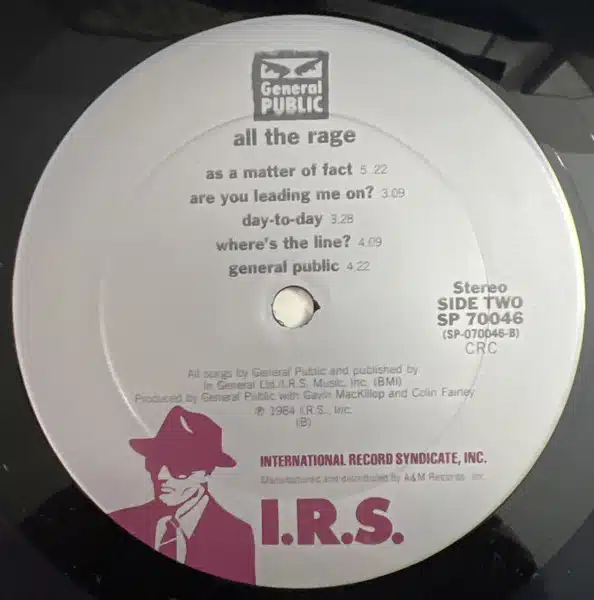 General
PUBLIC
all the rage
as a matter of fact 5.22
are you leading me on? 3.09
day-to-day 3.28
where's the line? 4.09
general public 4.22
Stereo
SIDE TWO
SP 70046
(SP-070046-B)
CRC
All songs by General Public and published by
In General Ltd./I.R.S. Music, Inc. (BMI)
Produced by General Public with Gavin MacKillop and Colin Fairley
℗ 1984 I.R.S., Inc.
(B)
INTERNATIONAL RECORD SYNDICATE, INC.
Manufactured and distributed by A&M Records, Inc.
I.R.S.